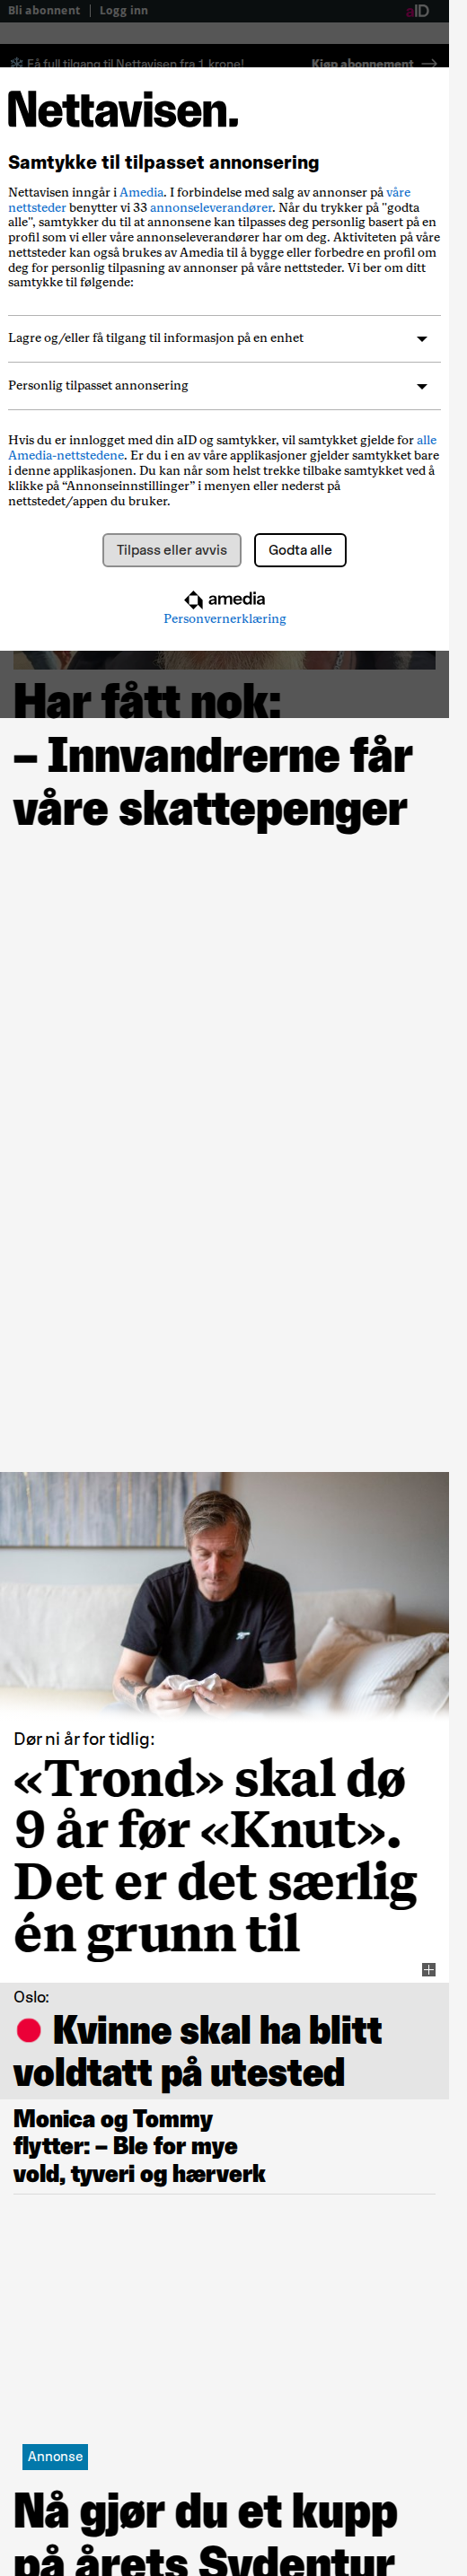 Bli abonnent | Logg inn
aID
Få full tilgang til Nettavisen fra 1 krone!
Kjøp abonnement
Nettavisen.
Samtykke til tilpasset annonsering
Nettavisen inngår i Amedia. I forbindelse med salg av annonser på våre
nettsteder benytter vi 33 annonseleverandører. Når du trykker på "godta
alle", samtykker du til at annonsene kan tilpasses deg personlig basert på en
profil som vi eller våre annonseleverandører har om deg. Aktiviteten på våre
nettsteder kan også brukes av Amedia til å bygge eller forbedre en profil om
deg for personlig tilpasning av annonser på våre nettsteder. Vi ber om ditt
samtykke til følgende:
Lagre og/eller få tilgang til informasjon på en enhet
Personlig tilpasset annonsering
Hvis du er innlogget med din aID og samtykker, vil samtykket gjelde for alle
Amedia-nettstedene. Er du i en av våre applikasjoner gjelder samtykket bare
i denne applikasjonen. Du kan når som helst trekke tilbake samtykket ved å
klikke på “Annonseinnstillinger” i menyen eller nederst på
nettstedet/appen du bruker.
Tilpass eller avvis
Godta alle
amedia
Personvernerklæring
Har fått nok:
– Innvandrerne får
våre skattepenger
Dør ni år for tidlig:
«Trond» skal dø
9 år før «Knut».
Det er det særlig
én grunn til
Oslo:
Kvinne skal ha blitt
voldtatt på utested
Monica og Tommy
flytter: – Ble for mye
vold, tyveri og hærverk
Annonse
Nå gjør du et kupp
på årets Sydentur